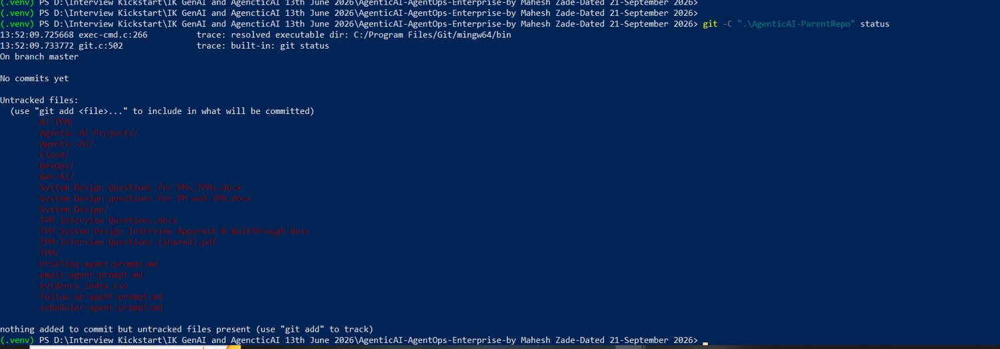 (.venv) PS D:\Interview Kickstart\IK GenAI and AgencticAI 13th June 2026\AgenticAI-AgentOps-Enterprise-by Mahesh Zade-Dated 21-September 2026>
(.venv) PS D:\Interview Kickstart\IK GenAI and AgencticAI 13th June 2026\AgenticAI-AgentOps-Enterprise-by Mahesh Zade-Dated 21-September 2026>
(.venv) PS D:\Interview Kickstart\IK GenAI and AgencticAI 13th June 2026\AgenticAI-AgentOps-Enterprise-by Mahesh Zade-Dated 21-September 2026> git -C ".\AgenticAI-ParentRepo" status
13:52:09.725668 exec-cmd.c:266          trace: resolved executable dir: C:/Program Files/Git/mingw64/bin
13:52:09.733772 git.c:502               trace: built-in: git status
On branch master

No commits yet

Untracked files:
  (use "git add <file>..." to include in what will be committed)
        AI-TPM/
        Agentic AI-Projects/
        Agentic-AI/
        Cloud/
        DevOps/
        Gen-AI/
        System Design Questions for PMs_TPMs.docx
        System Design questions for PM and TPM.docx
        System_Design/
        TPM Interview Questions.docx
        TPM System Design Interview Apporach & Walkthrough.docx
        TPM-Interview Questions (shared).pdf
        TPM/
        briefing-agent-prompt.md
        email-agent-prompt.md
        evidence_index.csv
        follow-up-agent-prompt.md
        scheduler-agent-prompt.md

nothing added to commit but untracked files present (use "git add" to track)
(.venv) PS D:\Interview Kickstart\IK GenAI and AgencticAI 13th June 2026\AgenticAI-AgentOps-Enterprise-by Mahesh Zade-Dated 21-September 2026>